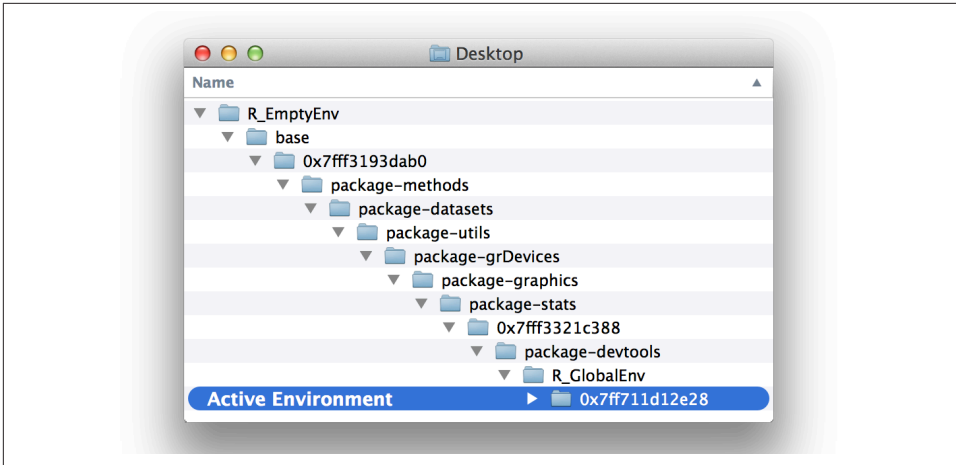 Desktop
Name
R_EmptyEnv
base
0x7fff3193dab0
package-methods
package-datasets
package-utils
package-grDevices
package-graphics
package-stats
0x7fff3321c388
package-devtools
R_GlobalEnv
Active Environment 0x7ff711d12e28